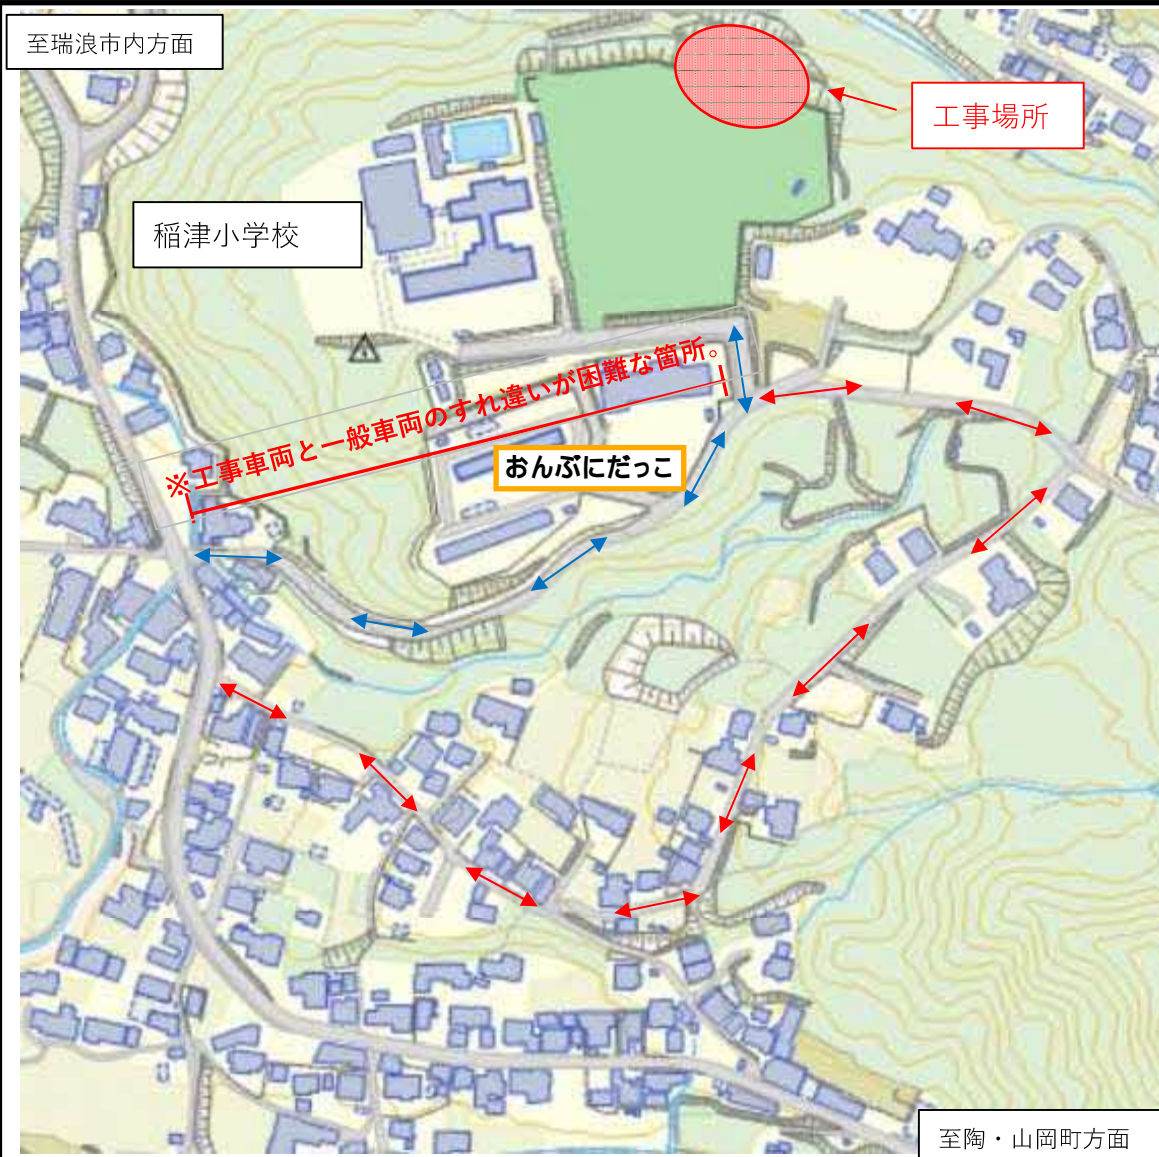 至瑞浪市内方面
工事場所
稲津小学校
※工事車両と一般車両のすれ違いが困難な箇所。
おんぶにだっこ
至陶・山岡町方面